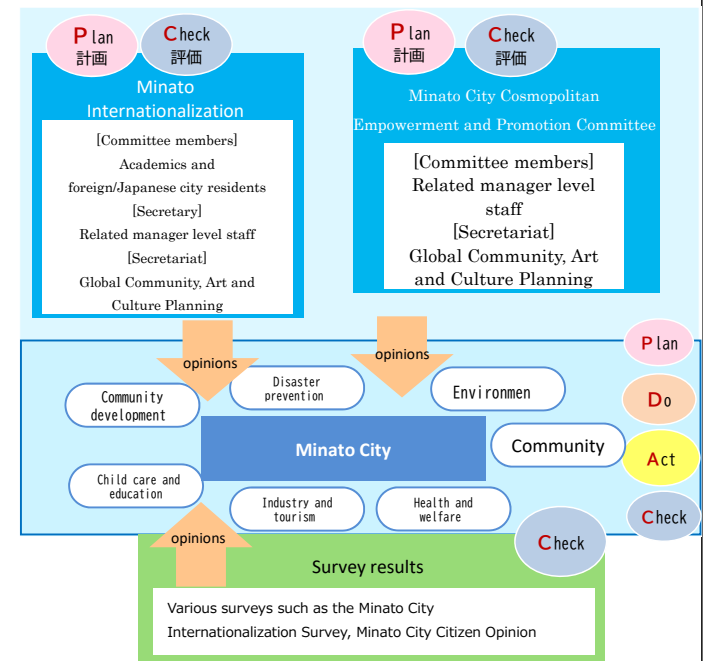 Plan
計画
Check
評価
Minato
Internationalization
[Committee members]
Academics and
foreign/Japanese city residents
[Secretary]
Related manager level staff
[Secretariat]
Global Community, Art and
Culture Planning
Plan
計画
Check
評価
Minato City Cosmopolitan
Empowerment and Promotion Committee
[Committee members]
Related manager level
staff
[Secretariat]
Global Community, Art
and Culture Planning
opinions
opinions
Plan
Do
Act
Check
Community
development
Disaster
prevention
Environmen
Minato City
Community
Child care and
education
Industry and
tourism
Health and
welfare
opinions
Check
Survey results
Various surveys such as the Minato City
Internationalization Survey, Minato City Citizen Opinion